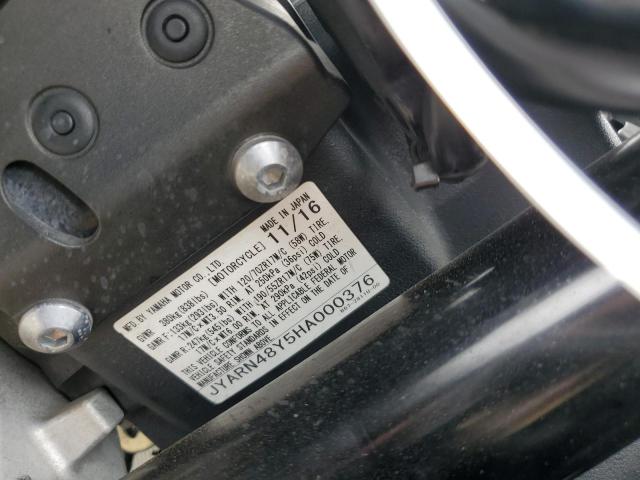 MADE IN JAPAN
11/16
MFD BY YAMAHA MOTOR CO.,LTD. [MOTORCYCLE]
GVWR 380kg(838lbs)
GAWR F:133kg(293lbs) WITH 120/70ZR17M/C (58W) TIRE,
17M/C×MT3.50 RIM, AT 250kPa (36psi) COLD
GAWR R:247kg(545lbs) WITH 190/55ZR17M/C (75W) TIRE,
17M/C×MT6.00 RIM, AT 290kPa (42psi) COLD
THIS VEHICLE CONFORMS TO ALL APPLICABLE FEDERAL MOTOR
VEHICLE SAFETY STANDARDS IN EFFECT ON THE DATE OF
MANUFACTURE SHOWN ABOVE.
JYARN48Y5HA000376